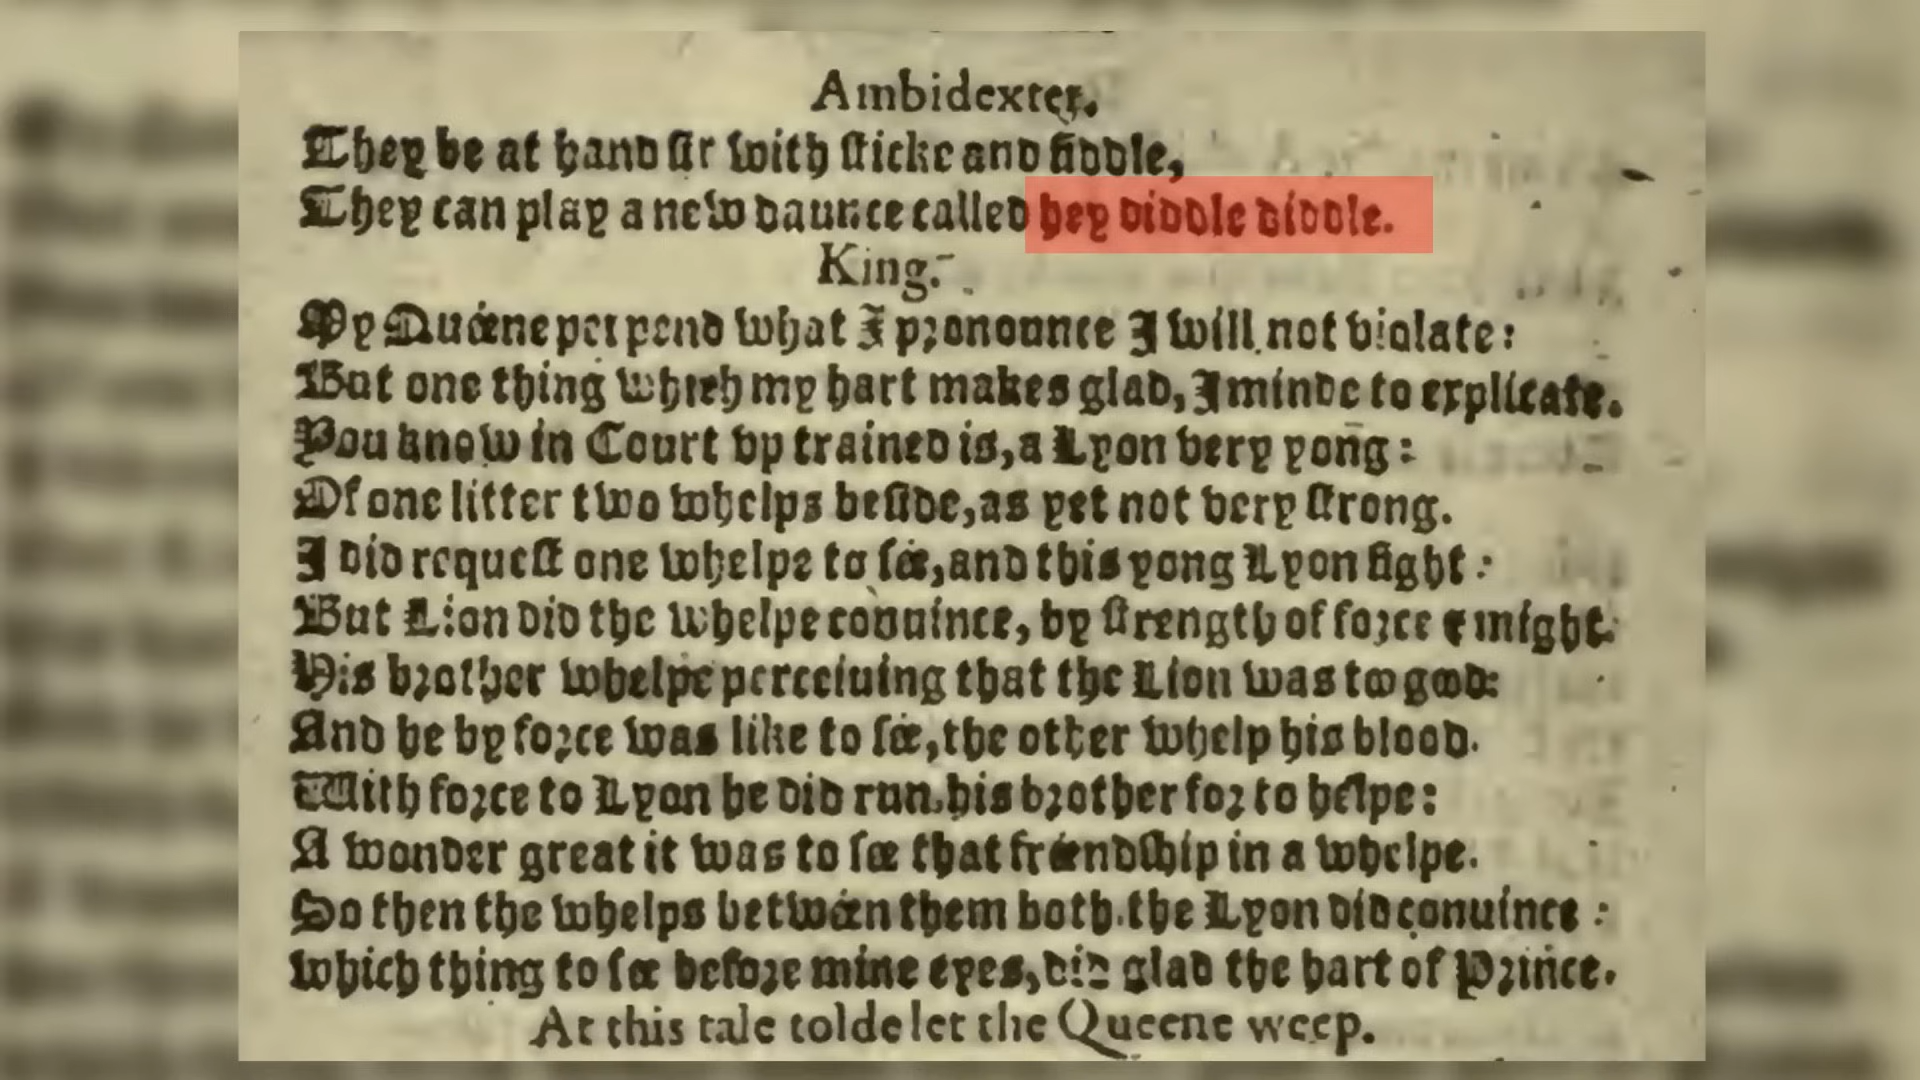 Ambidexter.
They be at hand ſir with ſticke and fiddle,
They can play a new daunce called hey diddle diddle.
King.
My Quéene perpend what I pronounce I will not violate:
But one thing which my hart makes glad, I minde to explicate.
You know in Court vp trained is, a Lyon very yong:
Of one litter two whelps beſide, as yet not very ſtrong.
I did requeſt one whelpe to ſée, and this yong Lyon fight:
But Lion did the whelpe conuince, by ſtrength of force & might.
His brother whelpe perceiuing that the Lion was too good:
And he by force was like to ſée, the other whelp his blood.
With force to Lyon he did run, his brother for to helpe:
A wonder great it was to ſée that friendſhip in a whelpe.
So then the whelps betwéen them both, the Lyon did conuince:
Which thing to ſée before mine eyes, did glad the hart of Prince.
At this tale tolde let the Queene weep.